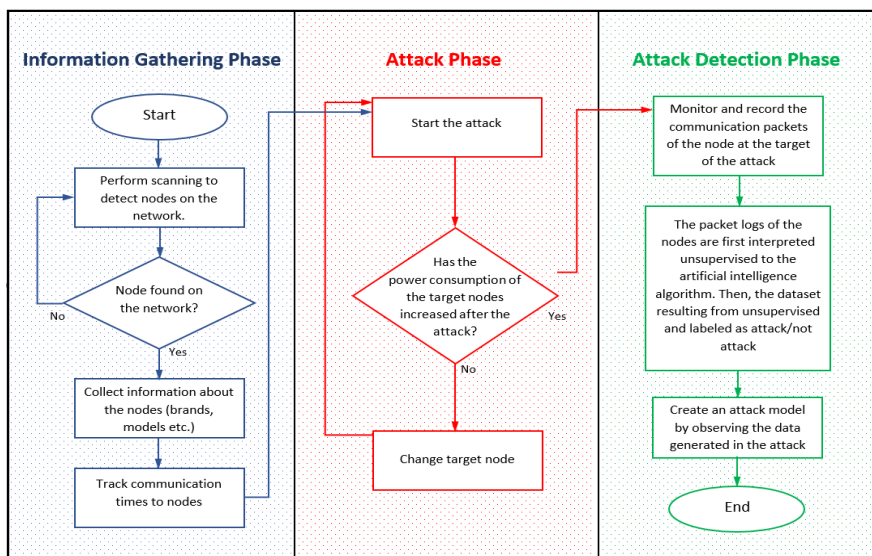 Information Gathering Phase
Start
Perform scanning to
detect nodes on the
network.
Node found on
the network?
No
Yes
Collect information about
the nodes (brands,
models etc.)
Track communication
times to nodes
Attack Phase
Start the attack
Has the
power consumption of
the target nodes
increased after the
attack?
Yes
No
Change target node
Attack Detection Phase
Monitor and record the
communication packets
of the node at the target
of the attack
The packet logs of the
nodes are first interpreted
unsupervised to the
artificial intelligence
algorithm. Then, the dataset
resulting from unsupervised
and labeled as attack/not
attack
Create an attack model
by observing the data
generated in the attack
End